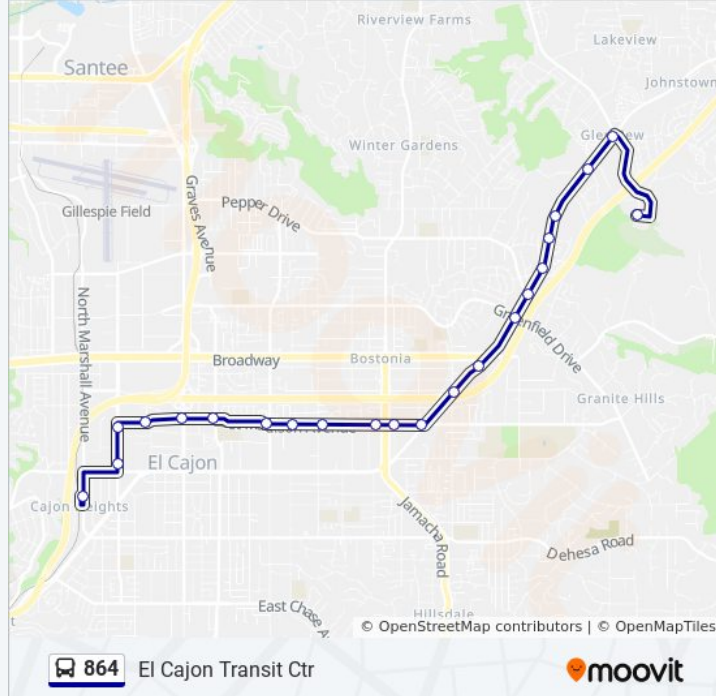 Riverview Farms
Lakeview
Santee
Johnstown
Glenview
Winter Gardens
Pepper Drive
Gillespie Field
Graves Avenue
North Marshall Avenue
Greenfield Drive
Broadway
Bostonia
Granite Hills
El Cajon
Cajon Heights
Jamacha Road
Dehesa Road
East Chase A
Hillsdale
© OpenStreetMap contributors | © OpenMapTiles
864 El Cajon Transit Ctr
moovit